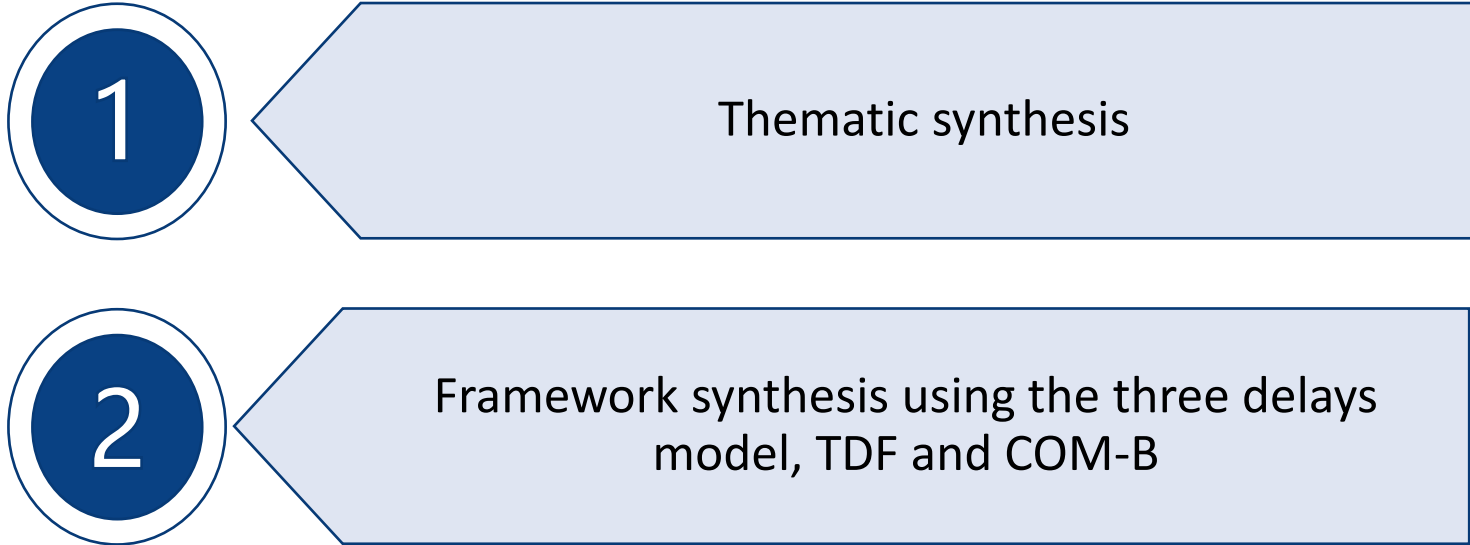 1
Thematic synthesis
2
Framework synthesis using the three delays
model, TDF and COM-B